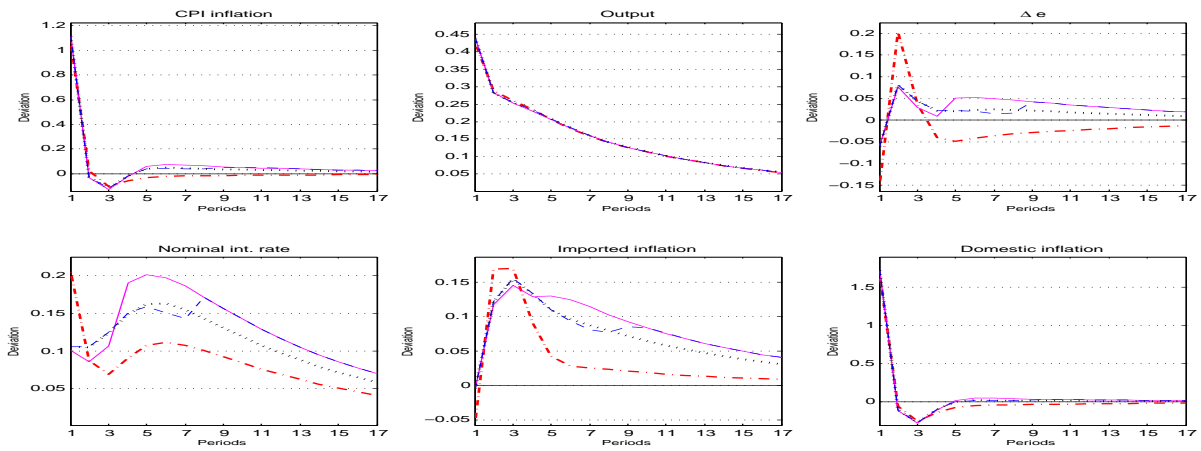 CPI inflation
Deviation
1.2
1
0.8
0.6
0.4
0.2
0
1 3 5 7 9 11 13 15 17
Periods
Output
Deviation
0.45
0.4
0.35
0.3
0.25
0.2
0.15
0.1
0.05
1 3 5 7 9 11 13 15 17
Periods
Δ e
Deviation
0.2
0.15
0.1
0.05
0
−0.05
−0.1
−0.15
1 3 5 7 9 11 13 15 17
Periods
Nominal int. rate
Deviation
0.2
0.15
0.1
0.05
1 3 5 7 9 11 13 15 17
Periods
Imported inflation
Deviation
0.15
0.1
0.05
0
−0.05
1 3 5 7 9 11 13 15 17
Periods
Domestic inflation
Deviation
1.5
1
0.5
0
1 3 5 7 9 11 13 15 17
Periods